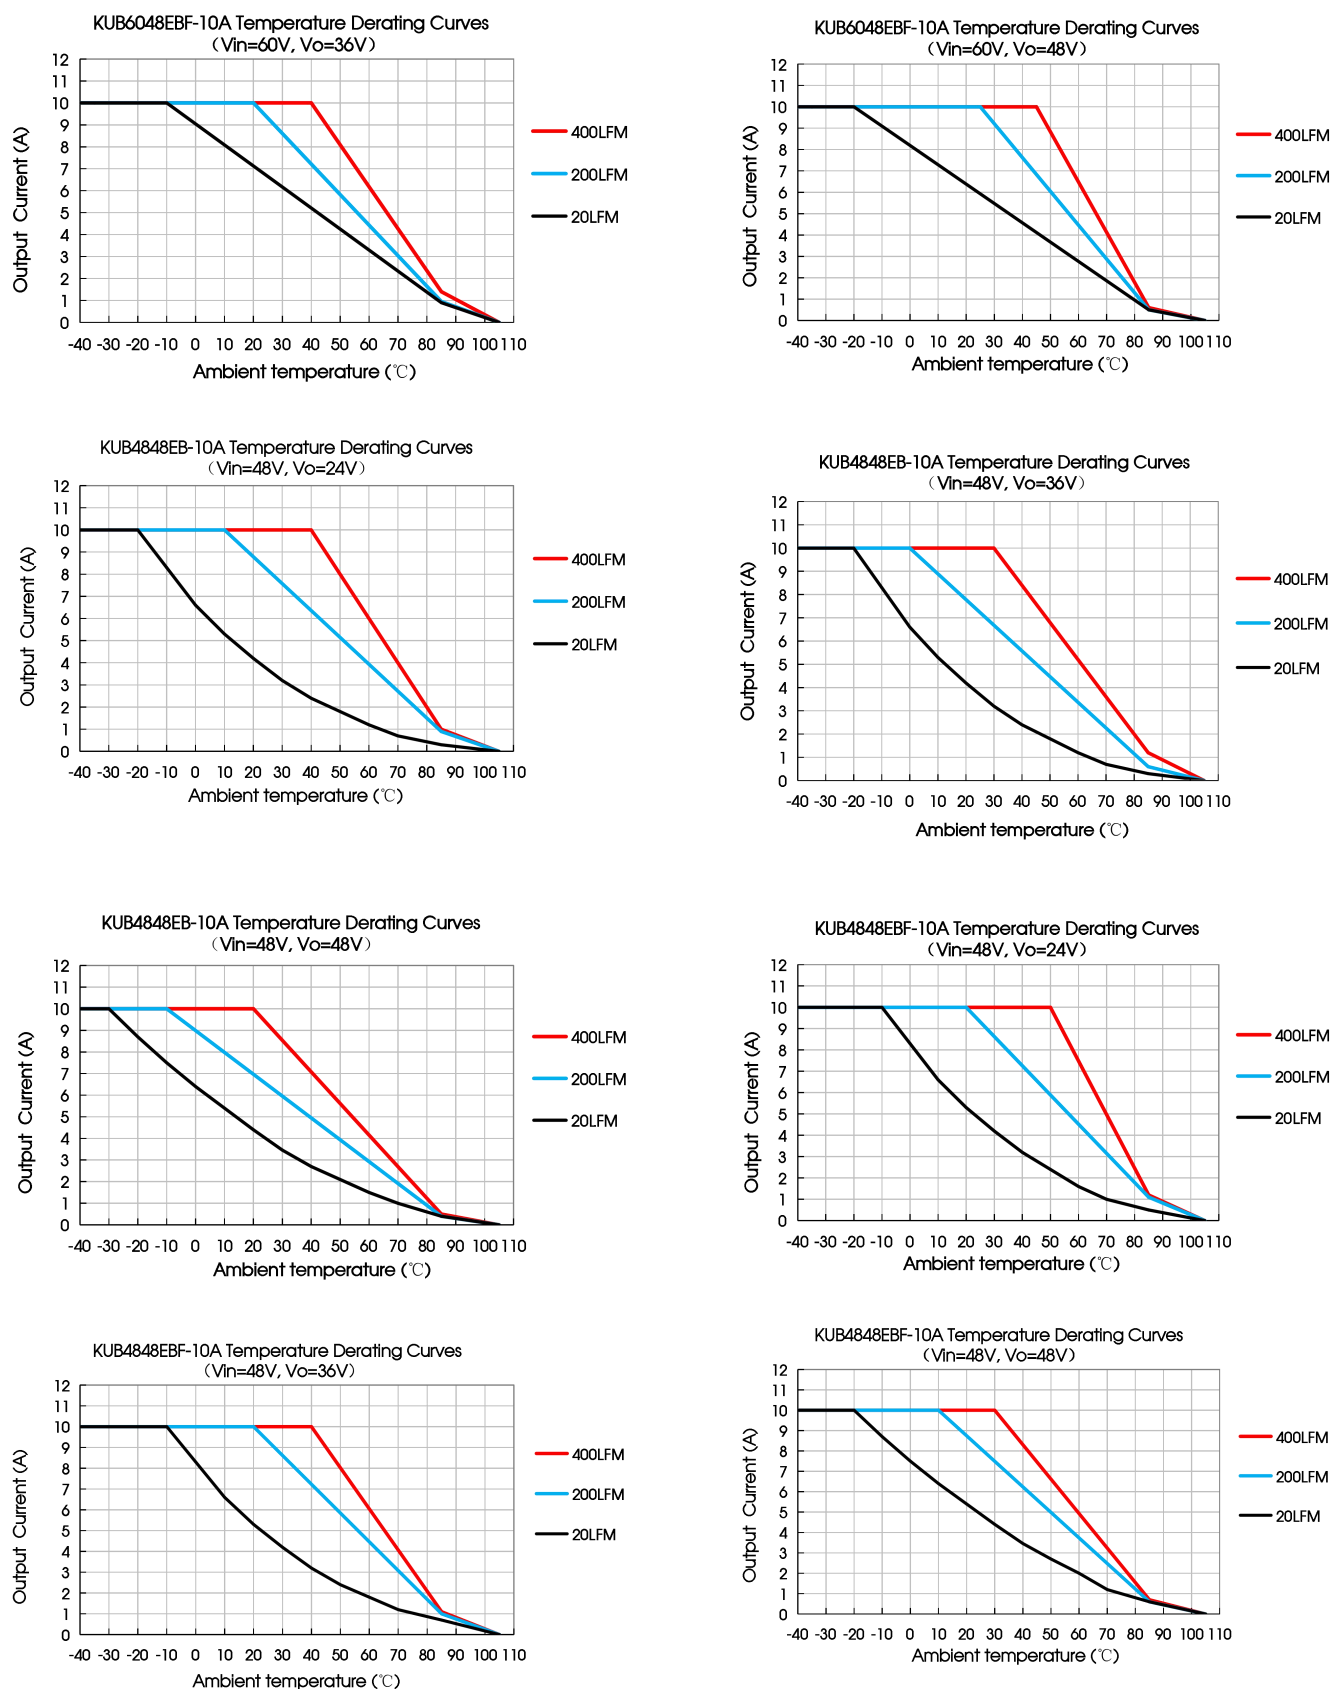 KUB6048EBF-10A Temperature Derating Curves
（Vin=60V, Vo=36V）
12
11
10
9
8
7
6
5
4
3
2
1
0
Output Current (A)
-40 -30 -20 -10 0 10 20 30 40 50 60 70 80 90 100 110
Ambient temperature (℃)
400LFM
200LFM
20LFM
KUB6048EBF-10A Temperature Derating Curves
（Vin=60V, Vo=48V）
12
11
10
9
8
7
6
5
4
3
2
1
0
Output Current (A)
-40 -30 -20 -10 0 10 20 30 40 50 60 70 80 90 100 110
Ambient temperature (℃)
400LFM
200LFM
20LFM
KUB4848EB-10A Temperature Derating Curves
（Vin=48V, Vo=24V）
12
11
10
9
8
7
6
5
4
3
2
1
0
Output Current (A)
-40 -30 -20 -10 0 10 20 30 40 50 60 70 80 90 100 110
Ambient temperature (℃)
400LFM
200LFM
20LFM
KUB4848EB-10A Temperature Derating Curves
（Vin=48V, Vo=36V）
12
11
10
9
8
7
6
5
4
3
2
1
0
Output Current (A)
-40 -30 -20 -10 0 10 20 30 40 50 60 70 80 90 100 110
Ambient temperature (℃)
400LFM
200LFM
20LFM
KUB4848EB-10A Temperature Derating Curves
（Vin=48V, Vo=48V）
12
11
10
9
8
7
6
5
4
3
2
1
0
Output Current (A)
-40 -30 -20 -10 0 10 20 30 40 50 60 70 80 90 100 110
Ambient temperature (℃)
400LFM
200LFM
20LFM
KUB4848EBF-10A Temperature Derating Curves
（Vin=48V, Vo=24V）
12
11
10
9
8
7
6
5
4
3
2
1
0
Output Current (A)
-40 -30 -20 -10 0 10 20 30 40 50 60 70 80 90 100 110
Ambient temperature (℃)
400LFM
200LFM
20LFM
KUB4848EBF-10A Temperature Derating Curves
（Vin=48V, Vo=36V）
12
11
10
9
8
7
6
5
4
3
2
1
0
Output Current (A)
-40 -30 -20 -10 0 10 20 30 40 50 60 70 80 90 100 110
Ambient temperature (℃)
400LFM
200LFM
20LFM
KUB4848EBF-10A Temperature Derating Curves
（Vin=48V, Vo=48V）
12
11
10
9
8
7
6
5
4
3
2
1
0
Output Current (A)
-40 -30 -20 -10 0 10 20 30 40 50 60 70 80 90 100 110
Ambient temperature (℃)
400LFM
200LFM
20LFM